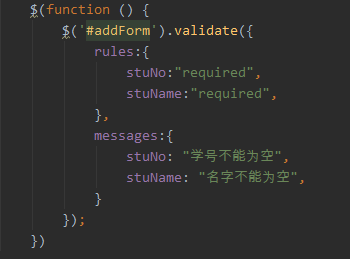 $(function () {
$('#addForm').validate({
rules:{
stuNo:"required",
stuName:"required",
},
messages:{
stuNo: "学号不能为空",
stuName: "名字不能为空",
}
});
})